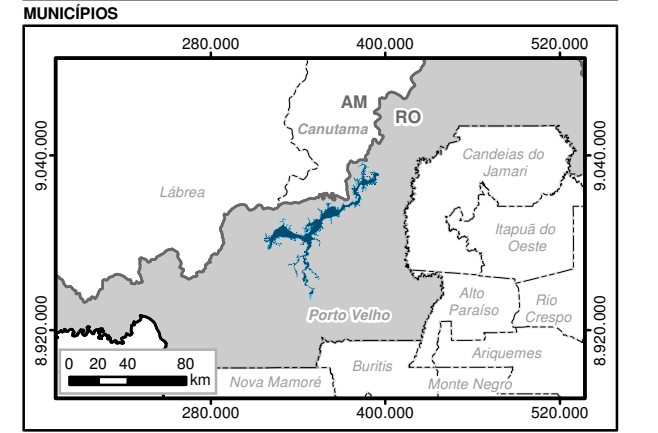 MUNICÍPIOS
280.000
400.000
520.000
AM
RO
Canutama
9.040.000
9.040.000
Candeias do
Jamari
Lábrea
Itapuã do
Oeste
Alto
Paraíso
Rio
Crespo
Porto Velho
8.920.000
8.920.000
Ariquemes
0 20 40 80
km
Buritis
Nova Mamoré
Monte Negro
280.000
400.000
520.000